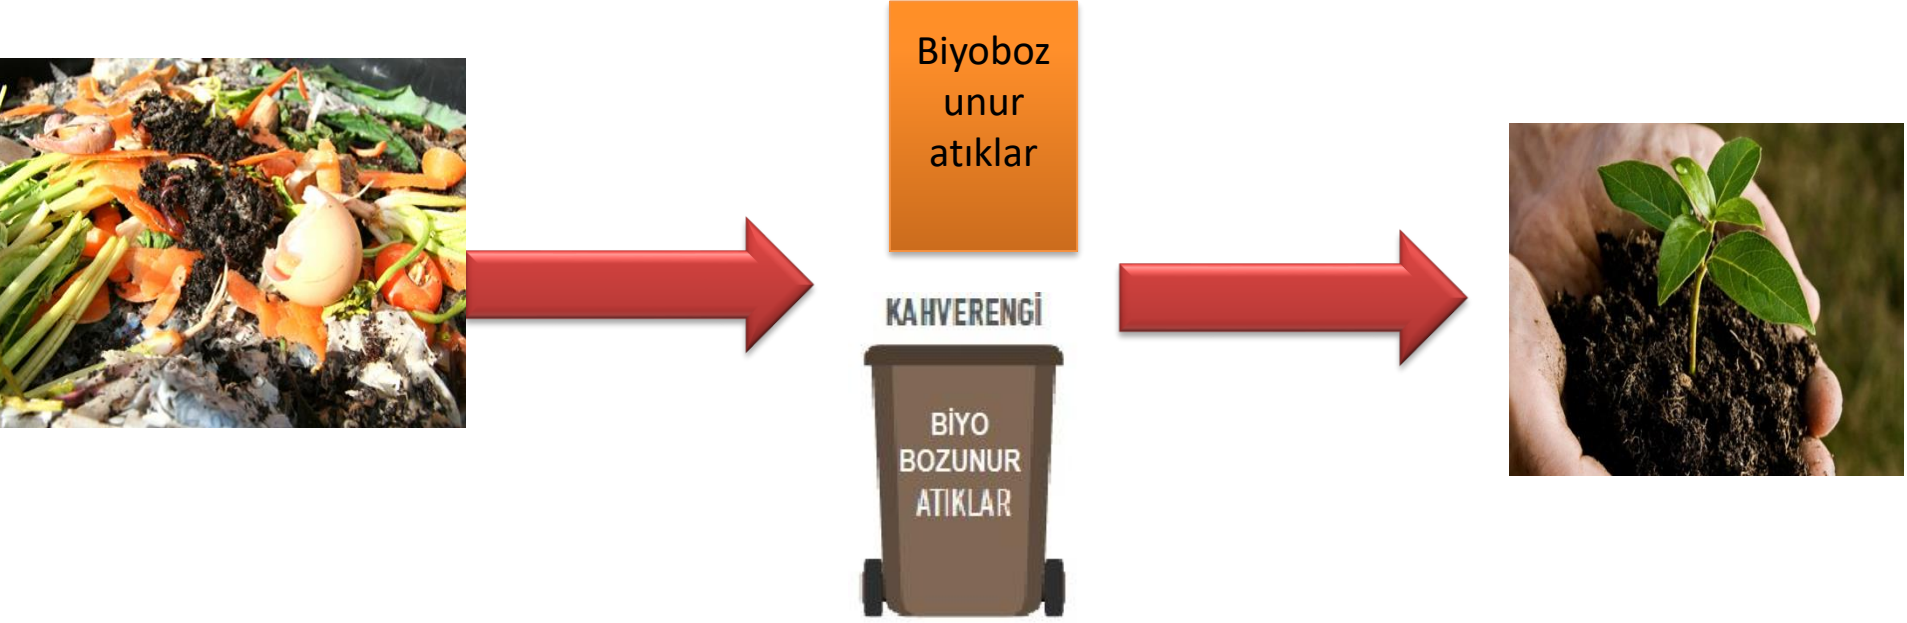 Biyoboz
unur
atıklar
KAHVERENGİ
BİYO
BOZUNUR
ATIKLAR